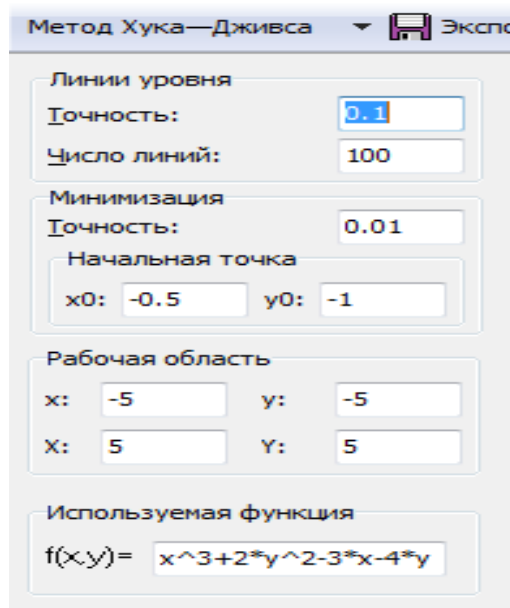 Метод Хука—Дживса Экспо
Линии уровня
Точность: 0.1
Число линий: 100
Минимизация
Точность: 0.01
Начальная точка
x0: -0.5 y0: -1
Рабочая область
x: -5 y: -5
X: 5 Y: 5
Используемая функция
f(x,y)= x^3+2*y^2-3*x-4*y